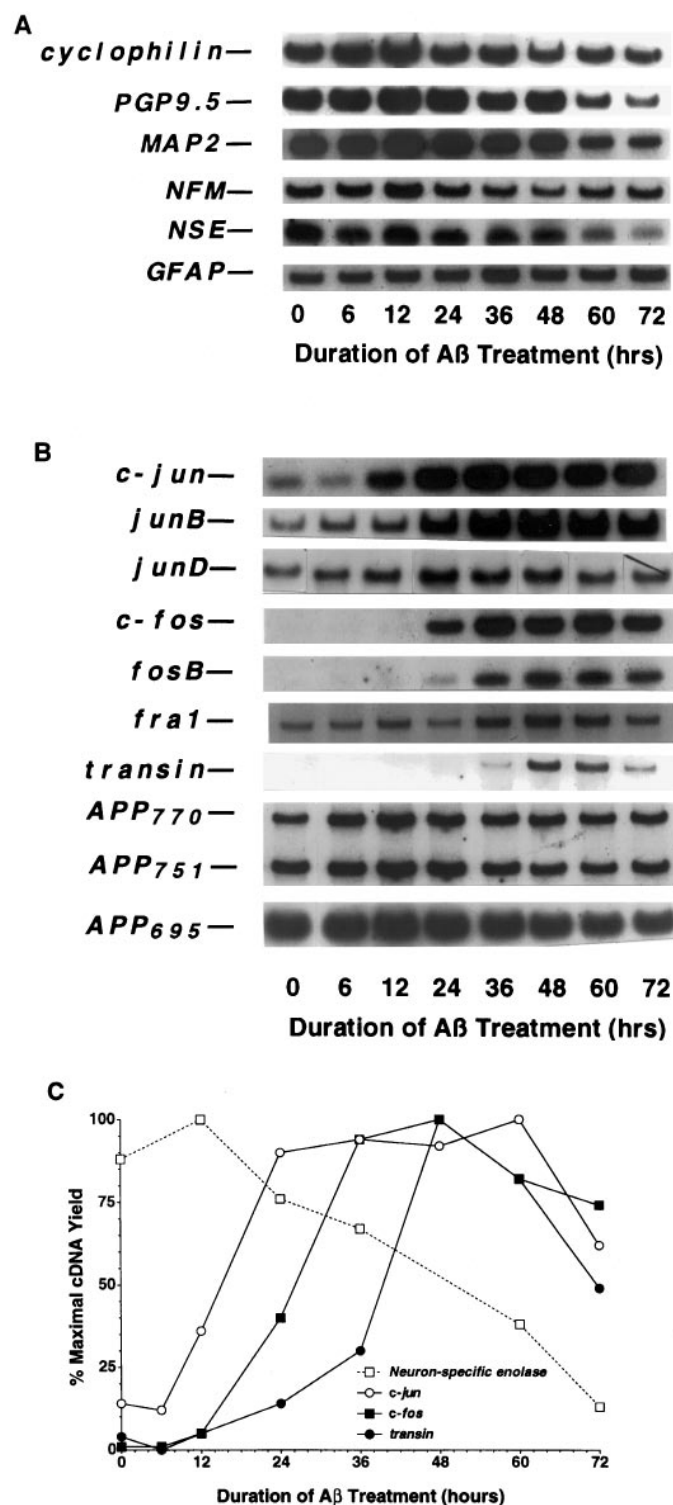 A
cyclophilin
PGP9.5
MAP2
NFM
NSE
GFAP
0 6 12 24 36 48 60 72
Duration of Aß Treatment (hrs)
B
c-jun
junB
junD
c-fos
fosB
fra1
transin
APP770
APP751
APP695
0 6 12 24 36 48 60 72
Duration of Aß Treatment (hrs)
C
% Maximal cDNA Yield
100
75
50
25
0
Neuron-specific enolase
c-jun
c-fos
transin
0 12 24 36 48 60 72
Duration of Aβ Treatment (hours)